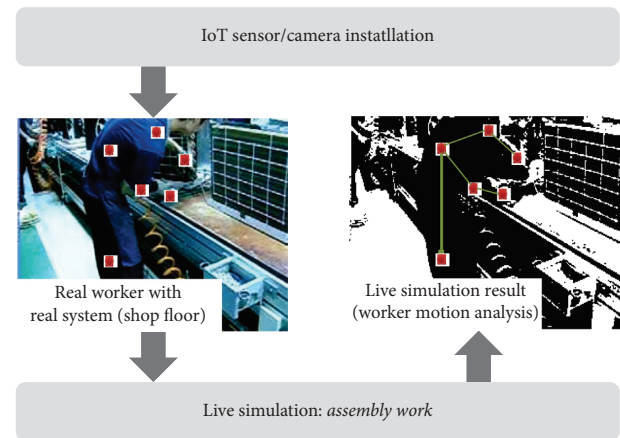 IoT sensor/camera instatllation
Real worker with
real system (shop floor)
Live simulation result
(worker motion analysis)
Live simulation: assembly work